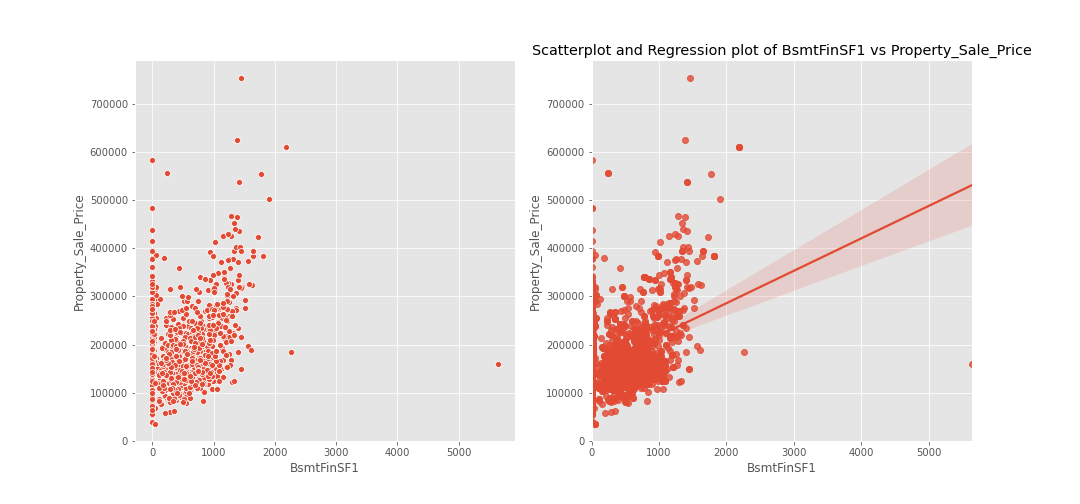 Scatterplot and Regression plot of BsmtFinSF1 vs Property_Sale_Price
700000
600000
500000
400000
300000
200000
100000
0
Property_Sale_Price
0 1000 2000 3000 4000 5000
BsmtFinSF1
700000
600000
500000
400000
300000
200000
100000
0
Property_Sale_Price
0 1000 2000 3000 4000 5000
BsmtFinSF1